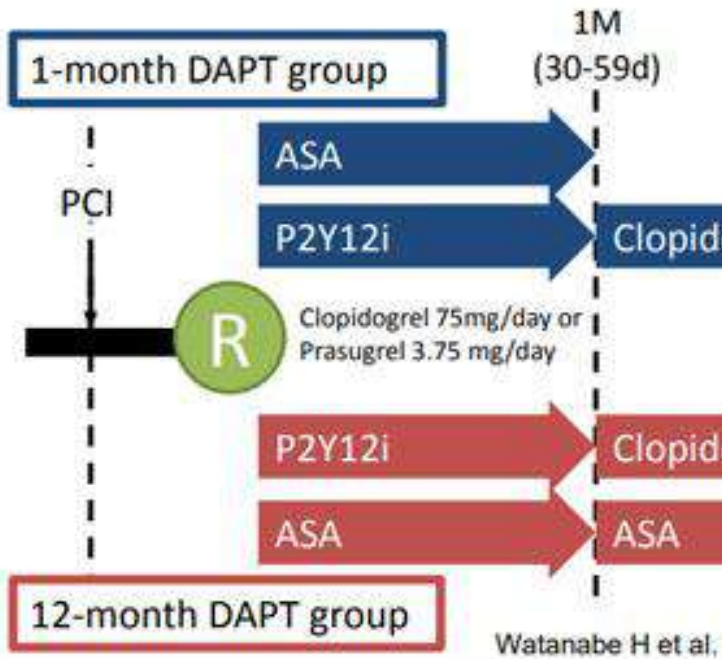 1-month DAPT group
1M
(30-59d)
ASA
PCI
P2Y12i
Clopid
R
Clopidogrel 75mg/day or
Prasugrel 3.75 mg/day
P2Y12i
Clopid
ASA
ASA
12-month DAPT group
Watanabe H et al.